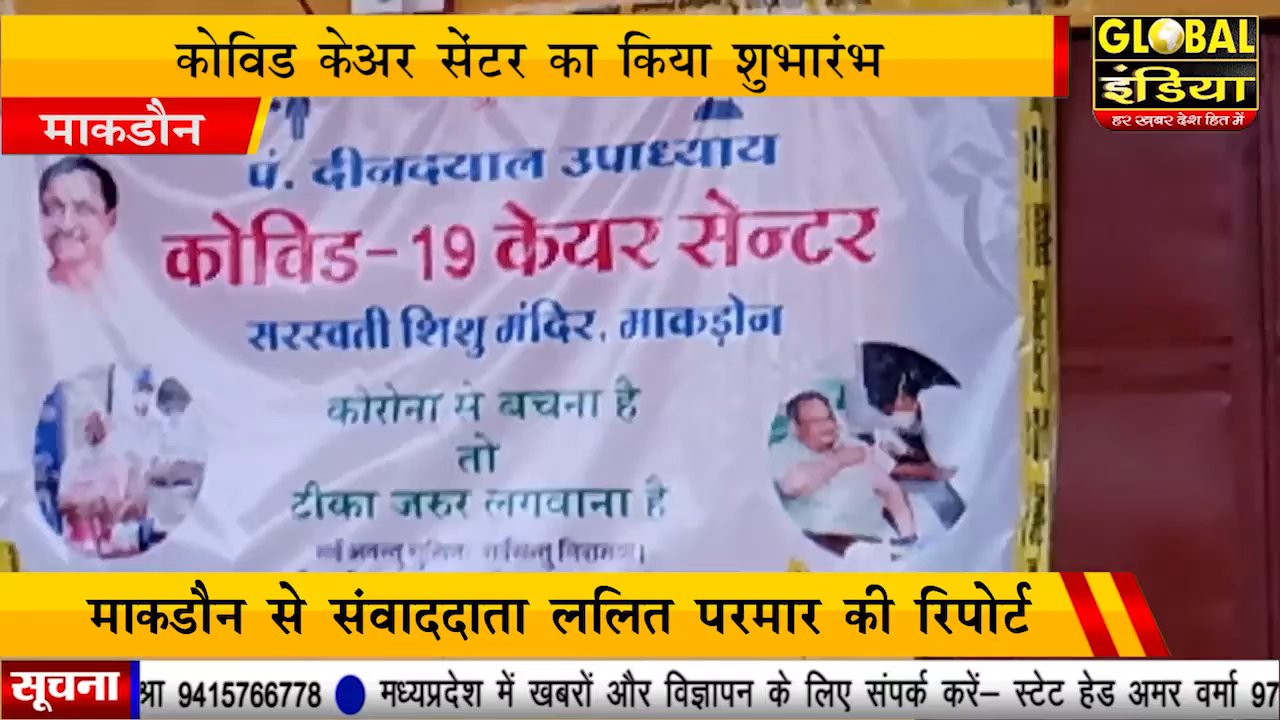 कोविड केअर सेंटर का किया शुभारंभ
GLOBAL
इंडिया
हर ख़बर देश हित में
माकडौन
पं. दीनदयाल उपाध्याय
कोविड-19 केयर सेन्टर
सरस्वती शिशु मंदिर, माकड़ोन
कोरोना से बचना है
तो
टीका जरुर लगवाना है
माकडौन से संवाददाता ललित परमार की रिपोर्ट
सूचना
श्रा 9415766778 ● मध्यप्रदेश में खबरों और विज्ञापन के लिए संपर्क करें– स्टेट हेड अमर वर्मा 97